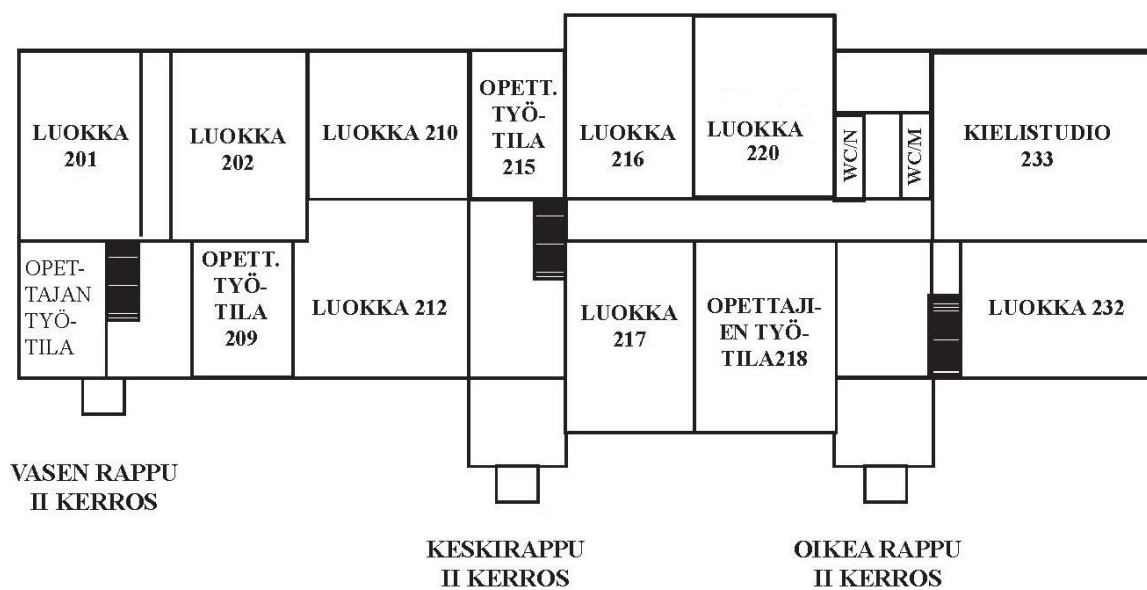 LUOKKA
201
LUOKKA
202
LUOKKA 210
OPETT.
TYÖ-
TILA
215
LUOKKA
216
LUOKKA
220
WC/N
WC/M
KIELISTUDIO
233
OPET-
TAJAN
TYÖ-
TILA
OPETT.
TYÖ-
TILA
209
LUOKKA 212
LUOKKA
217
OPETTAJI-
EN TYÖ-
TILA218
LUOKKA 232
VASEN RAPPU
II KERROS
KESKIRAPPU
II KERROS
OIKEA RAPPU
II KERROS